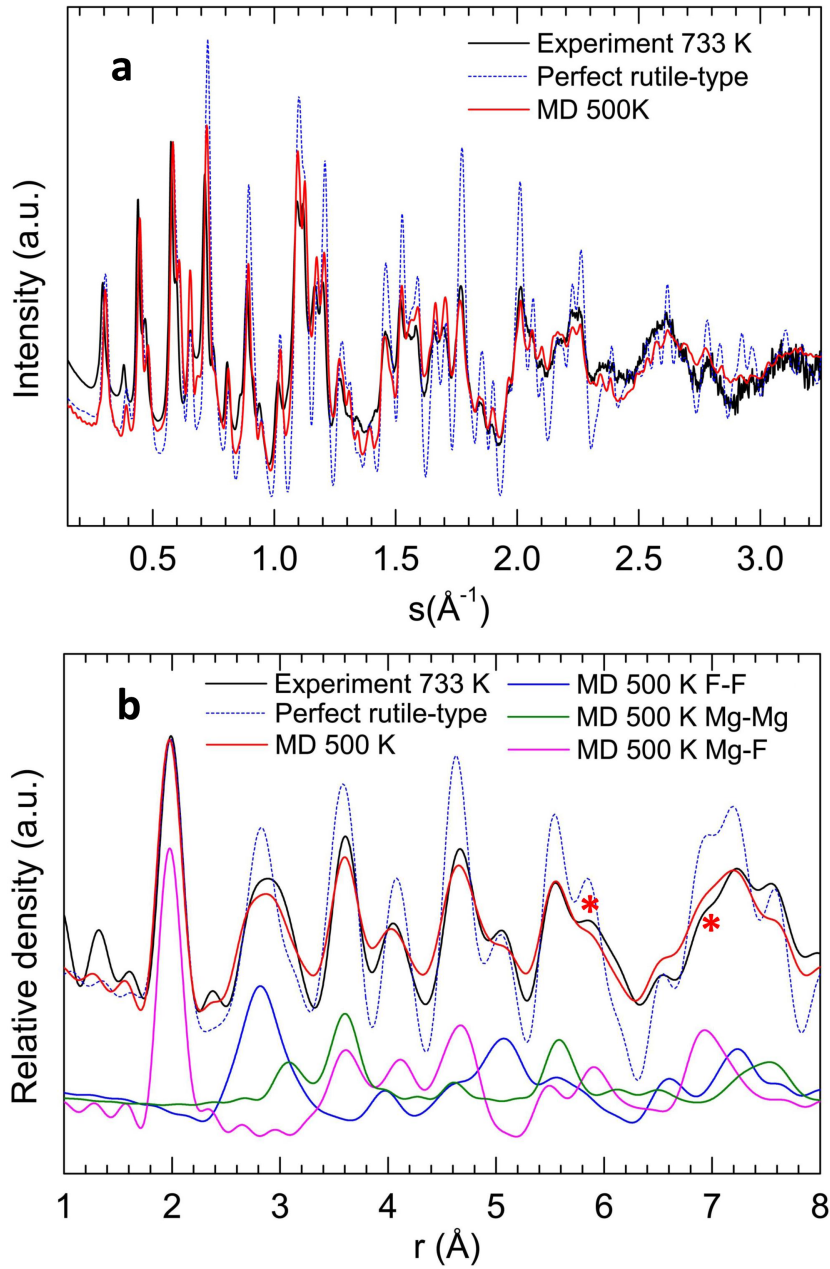 a
Experiment 733 K
Perfect rutile-type
MD 500K
Intensity (a.u.)
0.5 1.0 1.5 2.0 2.5 3.0
s(Å⁻¹)
b
Experiment 733 K
Perfect rutile-type
MD 500 K
MD 500 K F-F
MD 500 K Mg-Mg
MD 500 K Mg-F
*
*
Relative density (a.u.)
1 2 3 4 5 6 7 8
r (Å)